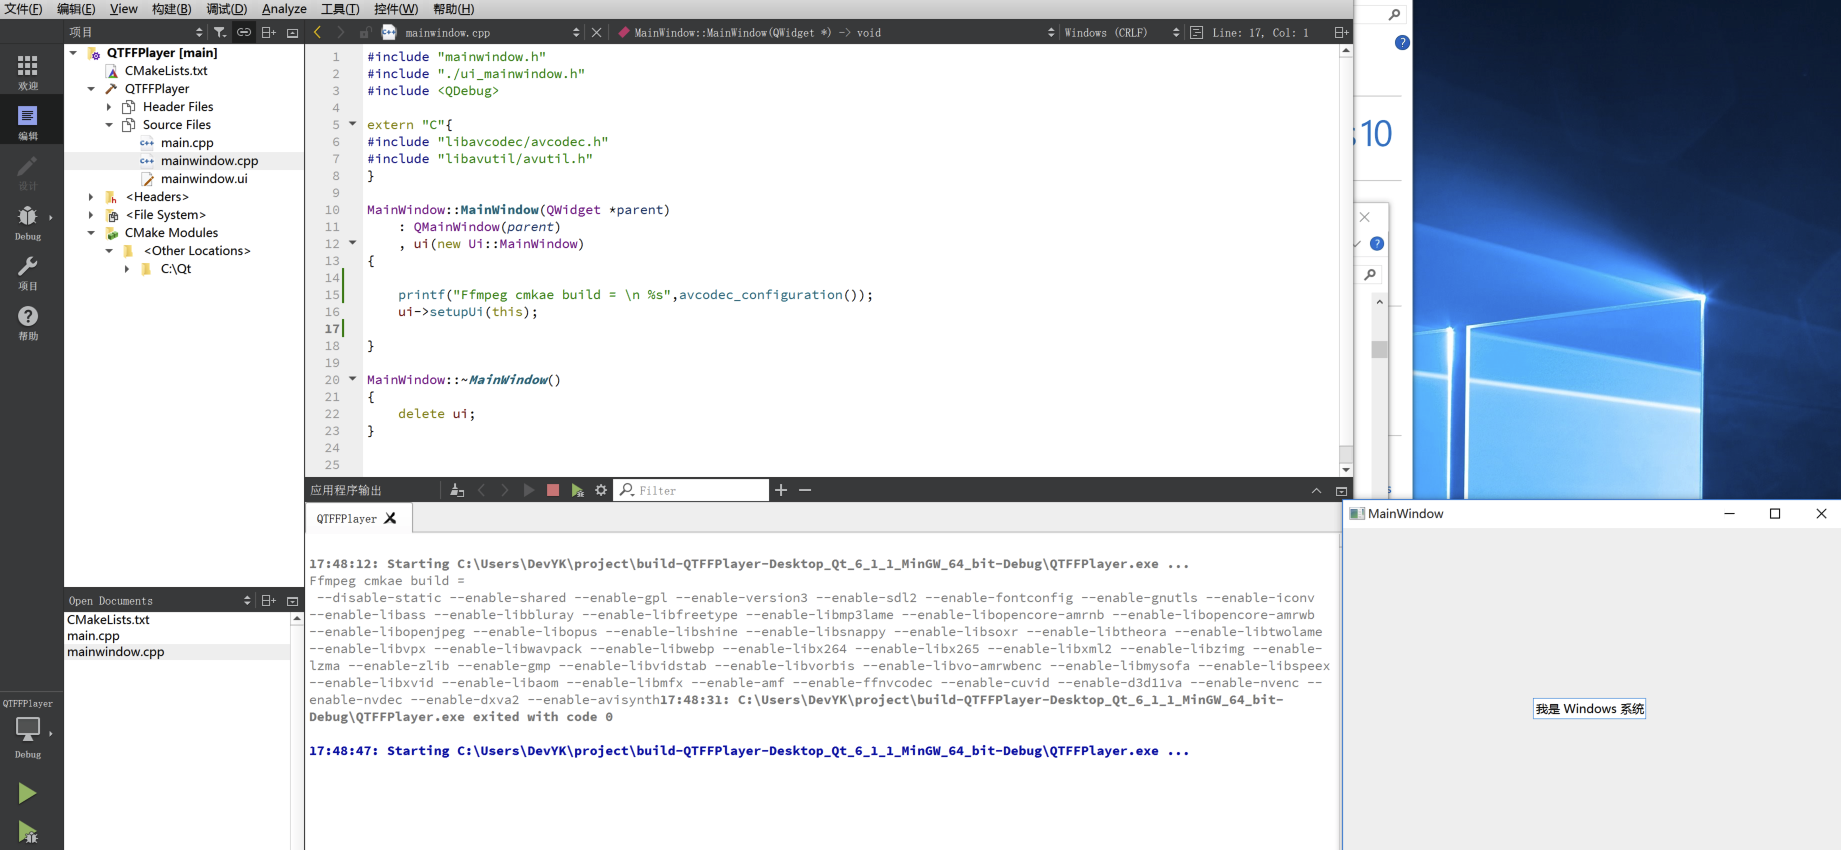 文件(F) 编辑(E) View 构建(B) 调试(D) Analyze 工具(T) 控件(W) 帮助(H)
项目
mainwindow.cpp
MainWindow::MainWindow(QWidget *) -> void
Windows (CRLF)
Line: 17, Col: 1
欢迎
编辑
设计
Debug
项目
帮助
QTFFPlayer [main]
CMakeLists.txt
QTFFPlayer
Header Files
Source Files
main.cpp
mainwindow.cpp
mainwindow.ui
<Headers>
<File System>
CMake Modules
<Other Locations>
C:\Qt
1 #include "mainwindow.h"
2 #include "./ui_mainwindow.h"
3 #include <QDebug>
4
5 extern "C"{
6 #include "libavcodec/avcodec.h"
7 #include "libavutil/avutil.h"
8 }
9
10 MainWindow::MainWindow(QWidget *parent)
11     : QMainWindow(parent)
12     , ui(new Ui::MainWindow)
13 {
14
15     printf("Ffmpeg cmkae build = \n %s",avcodec_configuration());
16     ui->setupUi(this);
17
18 }
19
20 MainWindow::~MainWindow()
21 {
22     delete ui;
23 }
24
25
应用程序输出
Filter
QTFFPlayer
17:48:12: Starting C:\Users\DevYK\project\build-QTFFPlayer-Desktop_Qt_6_1_1_MinGW_64_bit-Debug\QTFFPlayer.exe ...
Ffmpeg cmkae build =
--disable-static --enable-shared --enable-gpl --enable-version3 --enable-sdl2 --enable-fontconfig --enable-gnutls --enable-iconv
--enable-libass --enable-libbluray --enable-libfreetype --enable-libmp3lame --enable-libopencore-amrnb --enable-libopencore-amrwb
--enable-libopenjpeg --enable-libopus --enable-libshine --enable-libsnappy --enable-libsoxr --enable-libtheora --enable-libtwolame
--enable-libvpx --enable-libwavpack --enable-libwebp --enable-libx264 --enable-libx265 --enable-libxml2 --enable-libzimg --enable-
lzma --enable-zlib --enable-gmp --enable-libvidstab --enable-libvorbis --enable-libvo-amrwbenc --enable-libmysofa --enable-libspeex
--enable-libxvid --enable-libaom --enable-libmfx --enable-amf --enable-ffnvcodec --enable-cuvid --enable-d3d11va --enable-nvenc --
enable-nvdec --enable-dxva2 --enable-avisynth17:48:31: C:\Users\DevYK\project\build-QTFFPlayer-Desktop_Qt_6_1_1_MinGW_64_bit-
Debug\QTFFPlayer.exe exited with code 0
17:48:47: Starting C:\Users\DevYK\project\build-QTFFPlayer-Desktop_Qt_6_1_1_MinGW_64_bit-Debug\QTFFPlayer.exe ...
Open Documents
CMakeLists.txt
main.cpp
mainwindow.cpp
QTFFPlayer
Debug
10
MainWindow
我是 Windows 系统